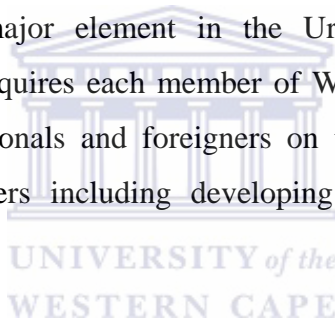 major element in the Ur
quires each member of W
onals and foreigners on
ers including developing
UNIVERSITY of the
WESTERN CAPE